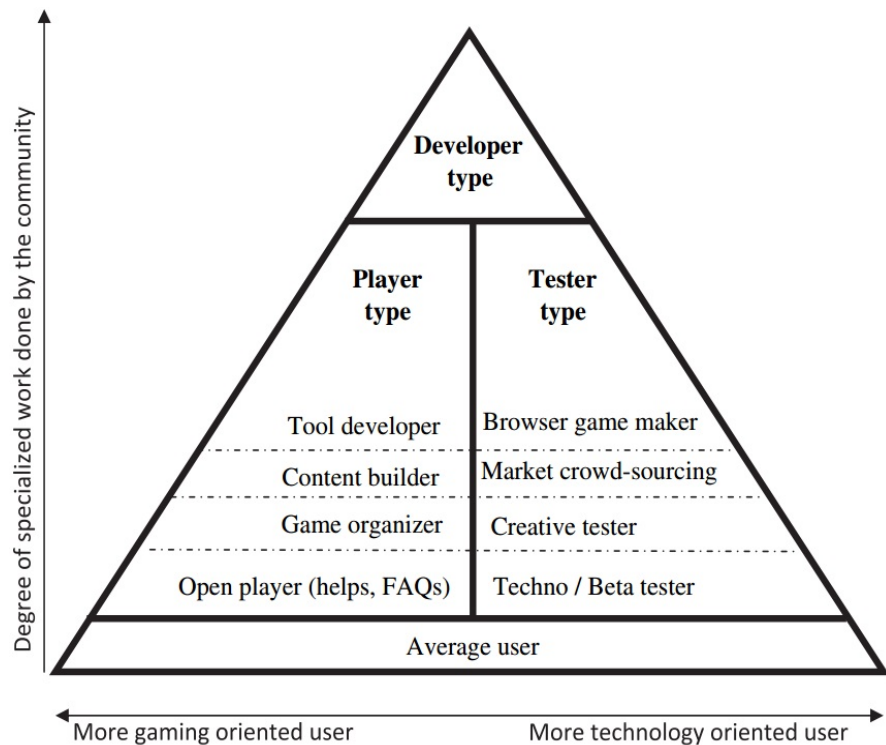 Degree of specialized work done by the community
Developer
type
Player
type
Tester
type
Tool developer
Browser game maker
Content builder
Market crowd-sourcing
Game organizer
Creative tester
Open player (helps, FAQs)
Techno / Beta tester
Average user
More gaming oriented user
More technology oriented user